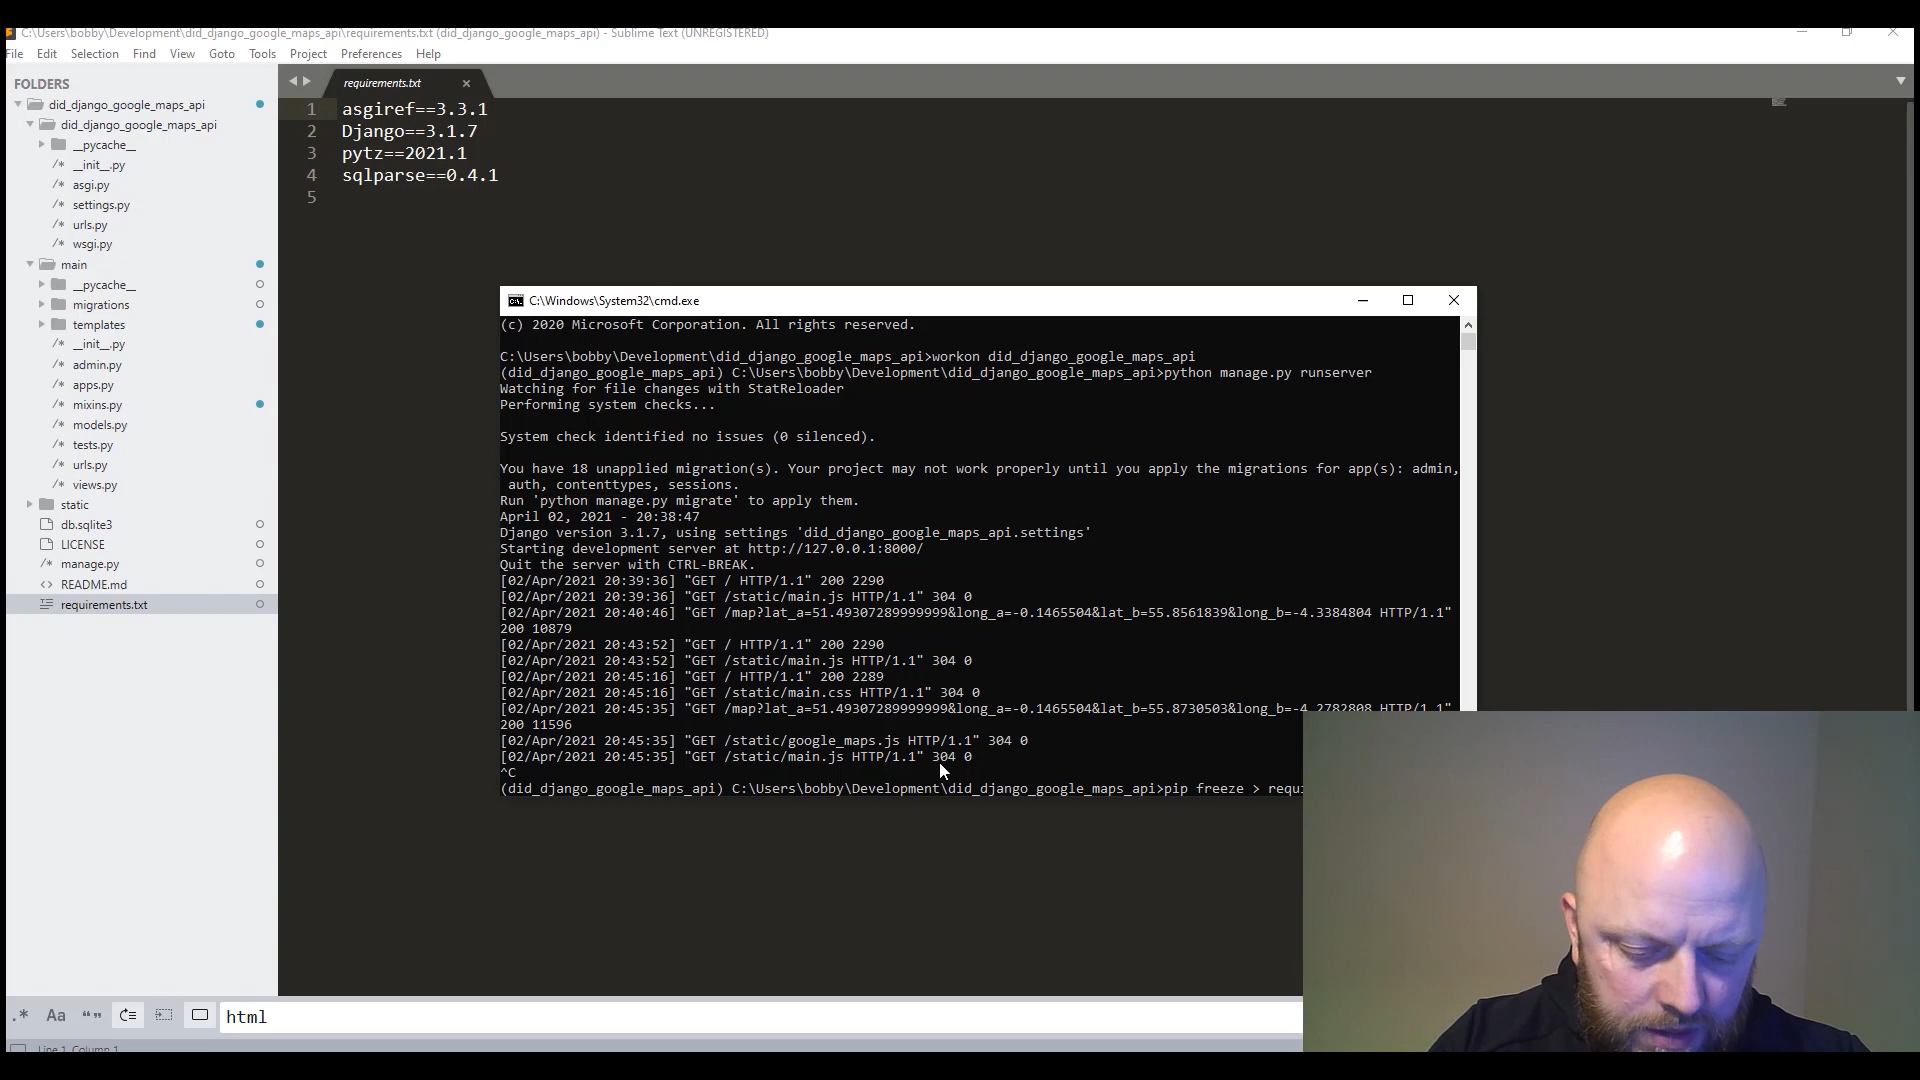 C:\Users\bobby\Development\did_django_google_maps_api\requirements.txt (did_django_google_maps_api) - Sublime Text (UNREGISTERED)
File Edit Selection Find View Goto Tools Project Preferences Help
FOLDERS
did_django_google_maps_api
did_django_google_maps_api
__pycache__
__init__.py
asgi.py
settings.py
urls.py
wsgi.py
main
__pycache__
migrations
templates
__init__.py
admin.py
apps.py
mixins.py
models.py
tests.py
urls.py
views.py
static
db.sqlite3
LICENSE
manage.py
README.md
requirements.txt
requirements.txt
1 asgiref==3.3.1
2 Django==3.1.7
3 pytz==2021.1
4 sqlparse==0.4.1
5
C:\Windows\System32\cmd.exe
(c) 2020 Microsoft Corporation. All rights reserved.
C:\Users\bobby\Development\did_django_google_maps_api>workon did_django_google_maps_api
(did_django_google_maps_api) C:\Users\bobby\Development\did_django_google_maps_api>python manage.py runserver
Watching for file changes with StatReloader
Performing system checks...
System check identified no issues (0 silenced).
You have 18 unapplied migration(s). Your project may not work properly until you apply the migrations for app(s): admin,
auth, contenttypes, sessions.
Run 'python manage.py migrate' to apply them.
April 02, 2021 - 20:38:47
Django version 3.1.7, using settings 'did_django_google_maps_api.settings'
Starting development server at http://127.0.0.1:8000/
Quit the server with CTRL-BREAK.
[02/Apr/2021 20:39:36] "GET / HTTP/1.1" 200 2290
[02/Apr/2021 20:39:36] "GET /static/main.js HTTP/1.1" 304 0
[02/Apr/2021 20:40:46] "GET /map?lat_a=51.49307289999999&long_a=-0.1465504&lat_b=55.8561839&long_b=-4.3384804 HTTP/1.1"
200 10879
[02/Apr/2021 20:43:52] "GET / HTTP/1.1" 200 2290
[02/Apr/2021 20:43:52] "GET /static/main.js HTTP/1.1" 304 0
[02/Apr/2021 20:45:16] "GET / HTTP/1.1" 200 2289
[02/Apr/2021 20:45:16] "GET /static/main.css HTTP/1.1" 304 0
[02/Apr/2021 20:45:35] "GET /map?lat_a=51.49307289999999&long_a=-0.1465504&lat_b=55.8730503&long_b=-4.2782808 HTTP/1.1"
200 11596
[02/Apr/2021 20:45:35] "GET /static/google_maps.js HTTP/1.1" 304 0
[02/Apr/2021 20:45:35] "GET /static/main.js HTTP/1.1" 304 0
^C
(did_django_google_maps_api) C:\Users\bobby\Development\did_django_google_maps_api>pip freeze > requi
.* Aa “” html
Line 1, Column 1